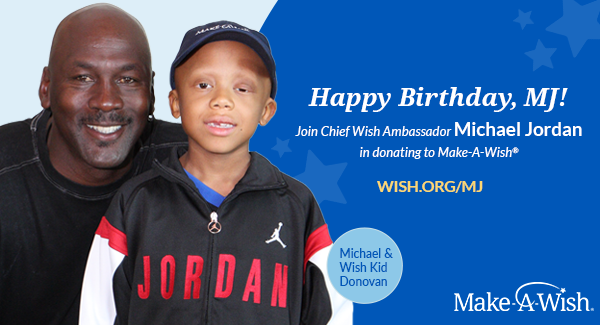 Happy Birthday, MJ!
Join Chief Wish Ambassador Michael Jordan
in donating to Make-A-Wish®
WISH.ORG/MJ
Michael &
Wish Kid
Donovan
JORDAN
Make-A-Wish®